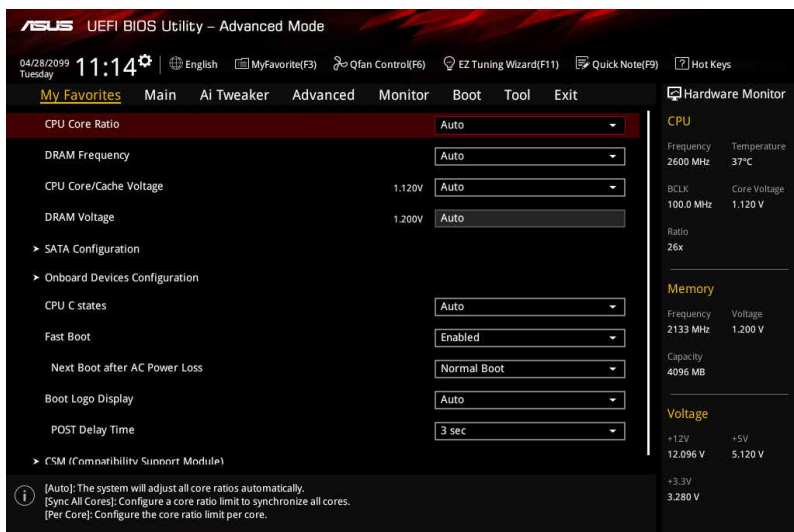 ASUS UEFI BIOS Utility – Advanced Mode
04/28/2099
Tuesday
11:14
English
MyFavorite(F3)
Qfan Control(F6)
EZ Tuning Wizard(F11)
Quick Note(F9)
? Hot Keys
My Favorites Main Ai Tweaker Advanced Monitor Boot Tool Exit
CPU Core Ratio Auto
DRAM Frequency Auto
CPU Core/Cache Voltage 1.120V Auto
DRAM Voltage 1.200V Auto
> SATA Configuration
> Onboard Devices Configuration
CPU C states Auto
Fast Boot Enabled
Next Boot after AC Power Loss Normal Boot
Boot Logo Display Auto
POST Delay Time 3 sec
> CSM (Compatibility Support Module)
i
[Auto]: The system will adjust all core ratios automatically.
[Sync All Cores]: Configure a core ratio limit to synchronize all cores.
[Per Core]: Configure the core ratio limit per core.
Hardware Monitor
CPU
Frequency Temperature
2600 MHz 37°C
BCLK Core Voltage
100.0 MHz 1.120 V
Ratio
26x
Memory
Frequency Voltage
2133 MHz 1.200 V
Capacity
4096 MB
Voltage
+12V +5V
12.096 V 5.120 V
+3.3V
3.280 V